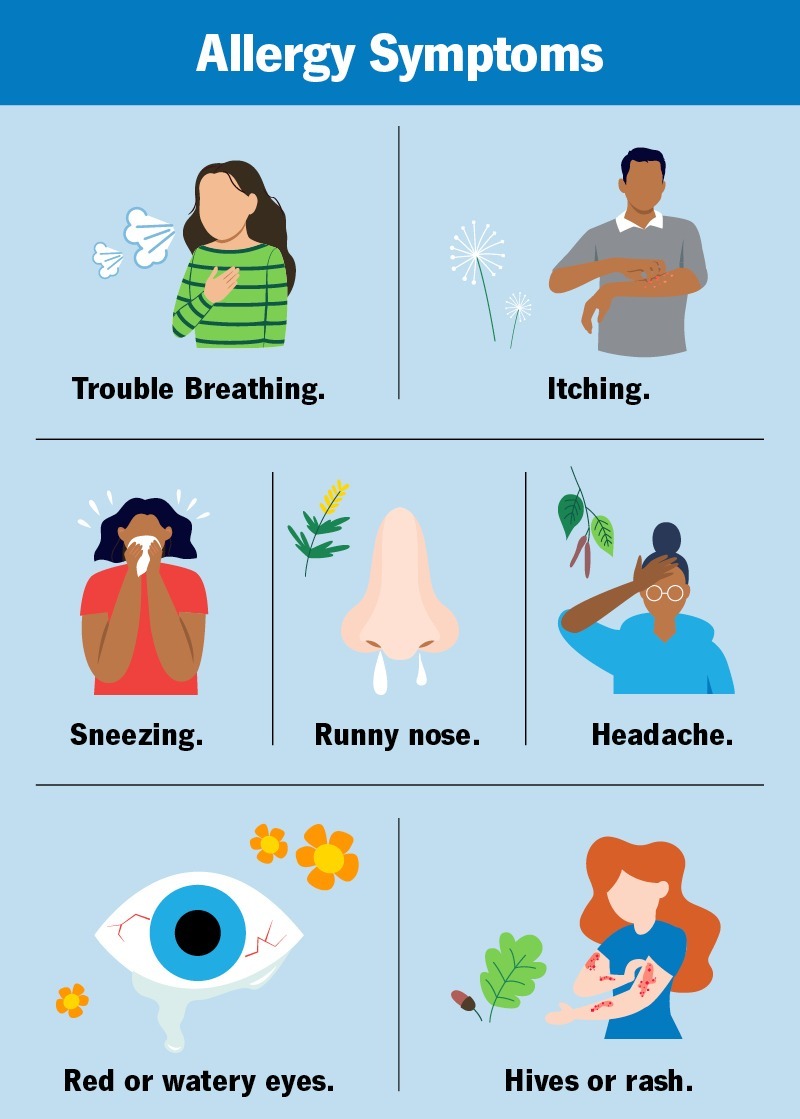 Allergy Symptoms
Trouble Breathing.
Itching.
Sneezing.
Runny nose.
Headache.
Red or watery eyes.
Hives or rash.